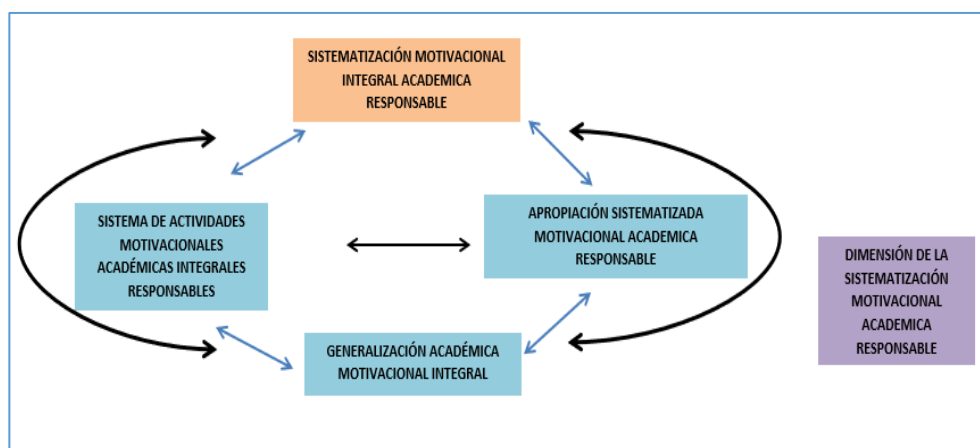 SISTEMATIZACIÓN MOTIVACIONAL
INTEGRAL ACADEMICA
RESPONSABLE
SISTEMA DE ACTIVIDADES
MOTIVACIONALES
ACADÉMICAS INTEGRALES
RESPONSABLES
APROPIACIÓN SISTEMATIZADA
MOTIVACIONAL ACADEMICA
RESPONSABLE
DIMENSIÓN DE LA
SISTEMATIZACIÓN
MOTIVACIONAL
ACADEMICA
RESPONSABLE
GENERALIZACIÓN ACADÉMICA
MOTIVACIONAL INTEGRAL